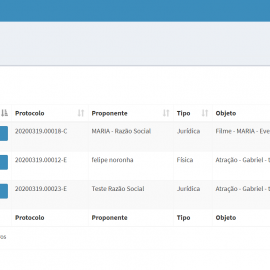 Protocolo Proponente Tipo Objeto
20200319.00018-C MARIA - Razão Social Jurídica Filme - MARIA - Eve
20200319.00012-E felipe noronha Física Atração - Gabriel - t
20200319.00023-E Teste Razão Social Jurídica Atração - Gabriel - t
Protocolo Proponente Tipo Objeto
os